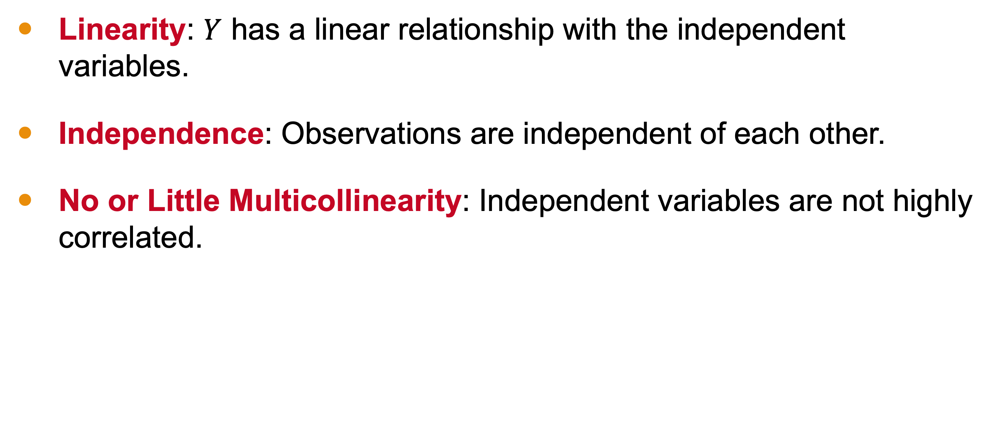 • Linearity: Y has a linear relationship with the independent
variables.
• Independence: Observations are independent of each other.
• No or Little Multicollinearity: Independent variables are not highly
correlated.